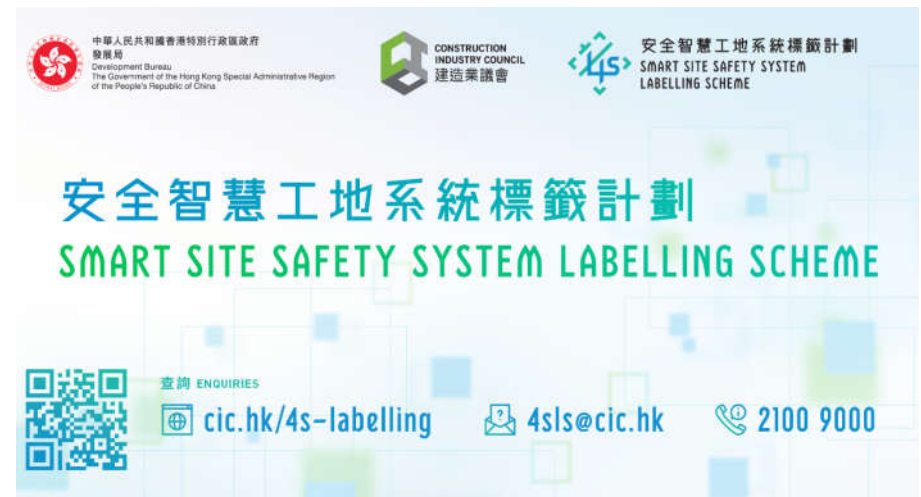 中華人民共和國香港特別行政區政府
發展局
Development Bureau
The Government of the Hong Kong Special Administrative Region
of the People's Republic of China
CONSTRUCTION
INDUSTRY COUNCIL
建造業議會
4S
安全智慧工地系統標籤計劃
SMART SITE SAFETY SYSTEM
LABELLING SCHEME
安全智慧工地系統標籤計劃
SMART SITE SAFETY SYSTEM LABELLING SCHEME
查詢 ENQUIRIES
cic.hk/4s-labelling
4sls@cic.hk
2100 9000